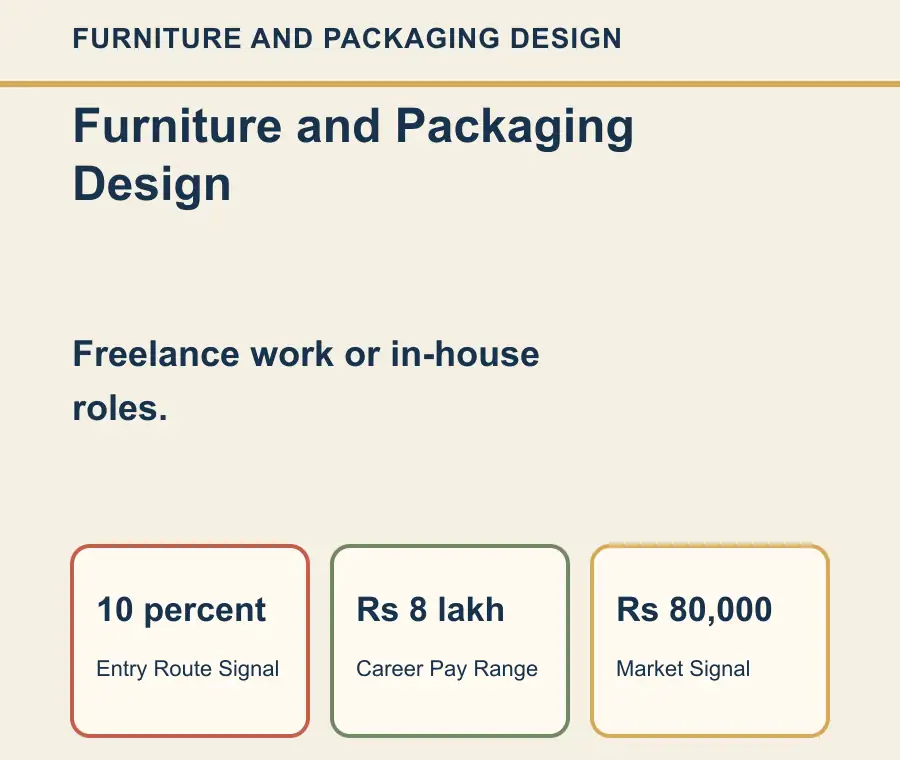 FURNITURE AND PACKAGING DESIGN
Furniture and Packaging
Design
Freelance work or in-house
roles.
10 percent
Entry Route Signal
Rs 8 lakh
Career Pay Range
Rs 80,000
Market Signal